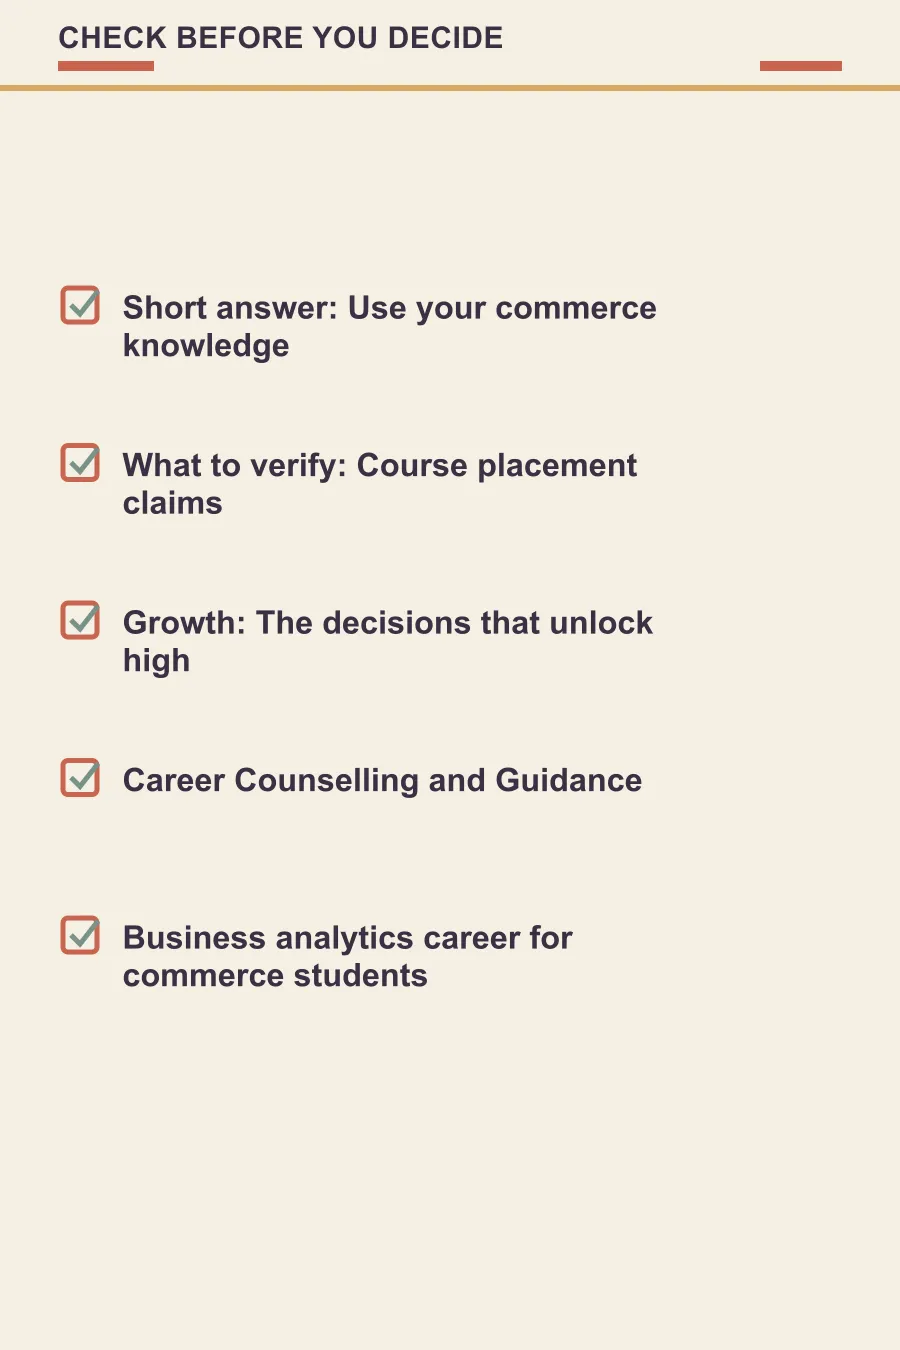 CHECK BEFORE YOU DECIDE
Short answer: Use your commerce
knowledge
What to verify: Course placement
claims
Growth: The decisions that unlock
high
Career Counselling and Guidance
Business analytics career for
commerce students